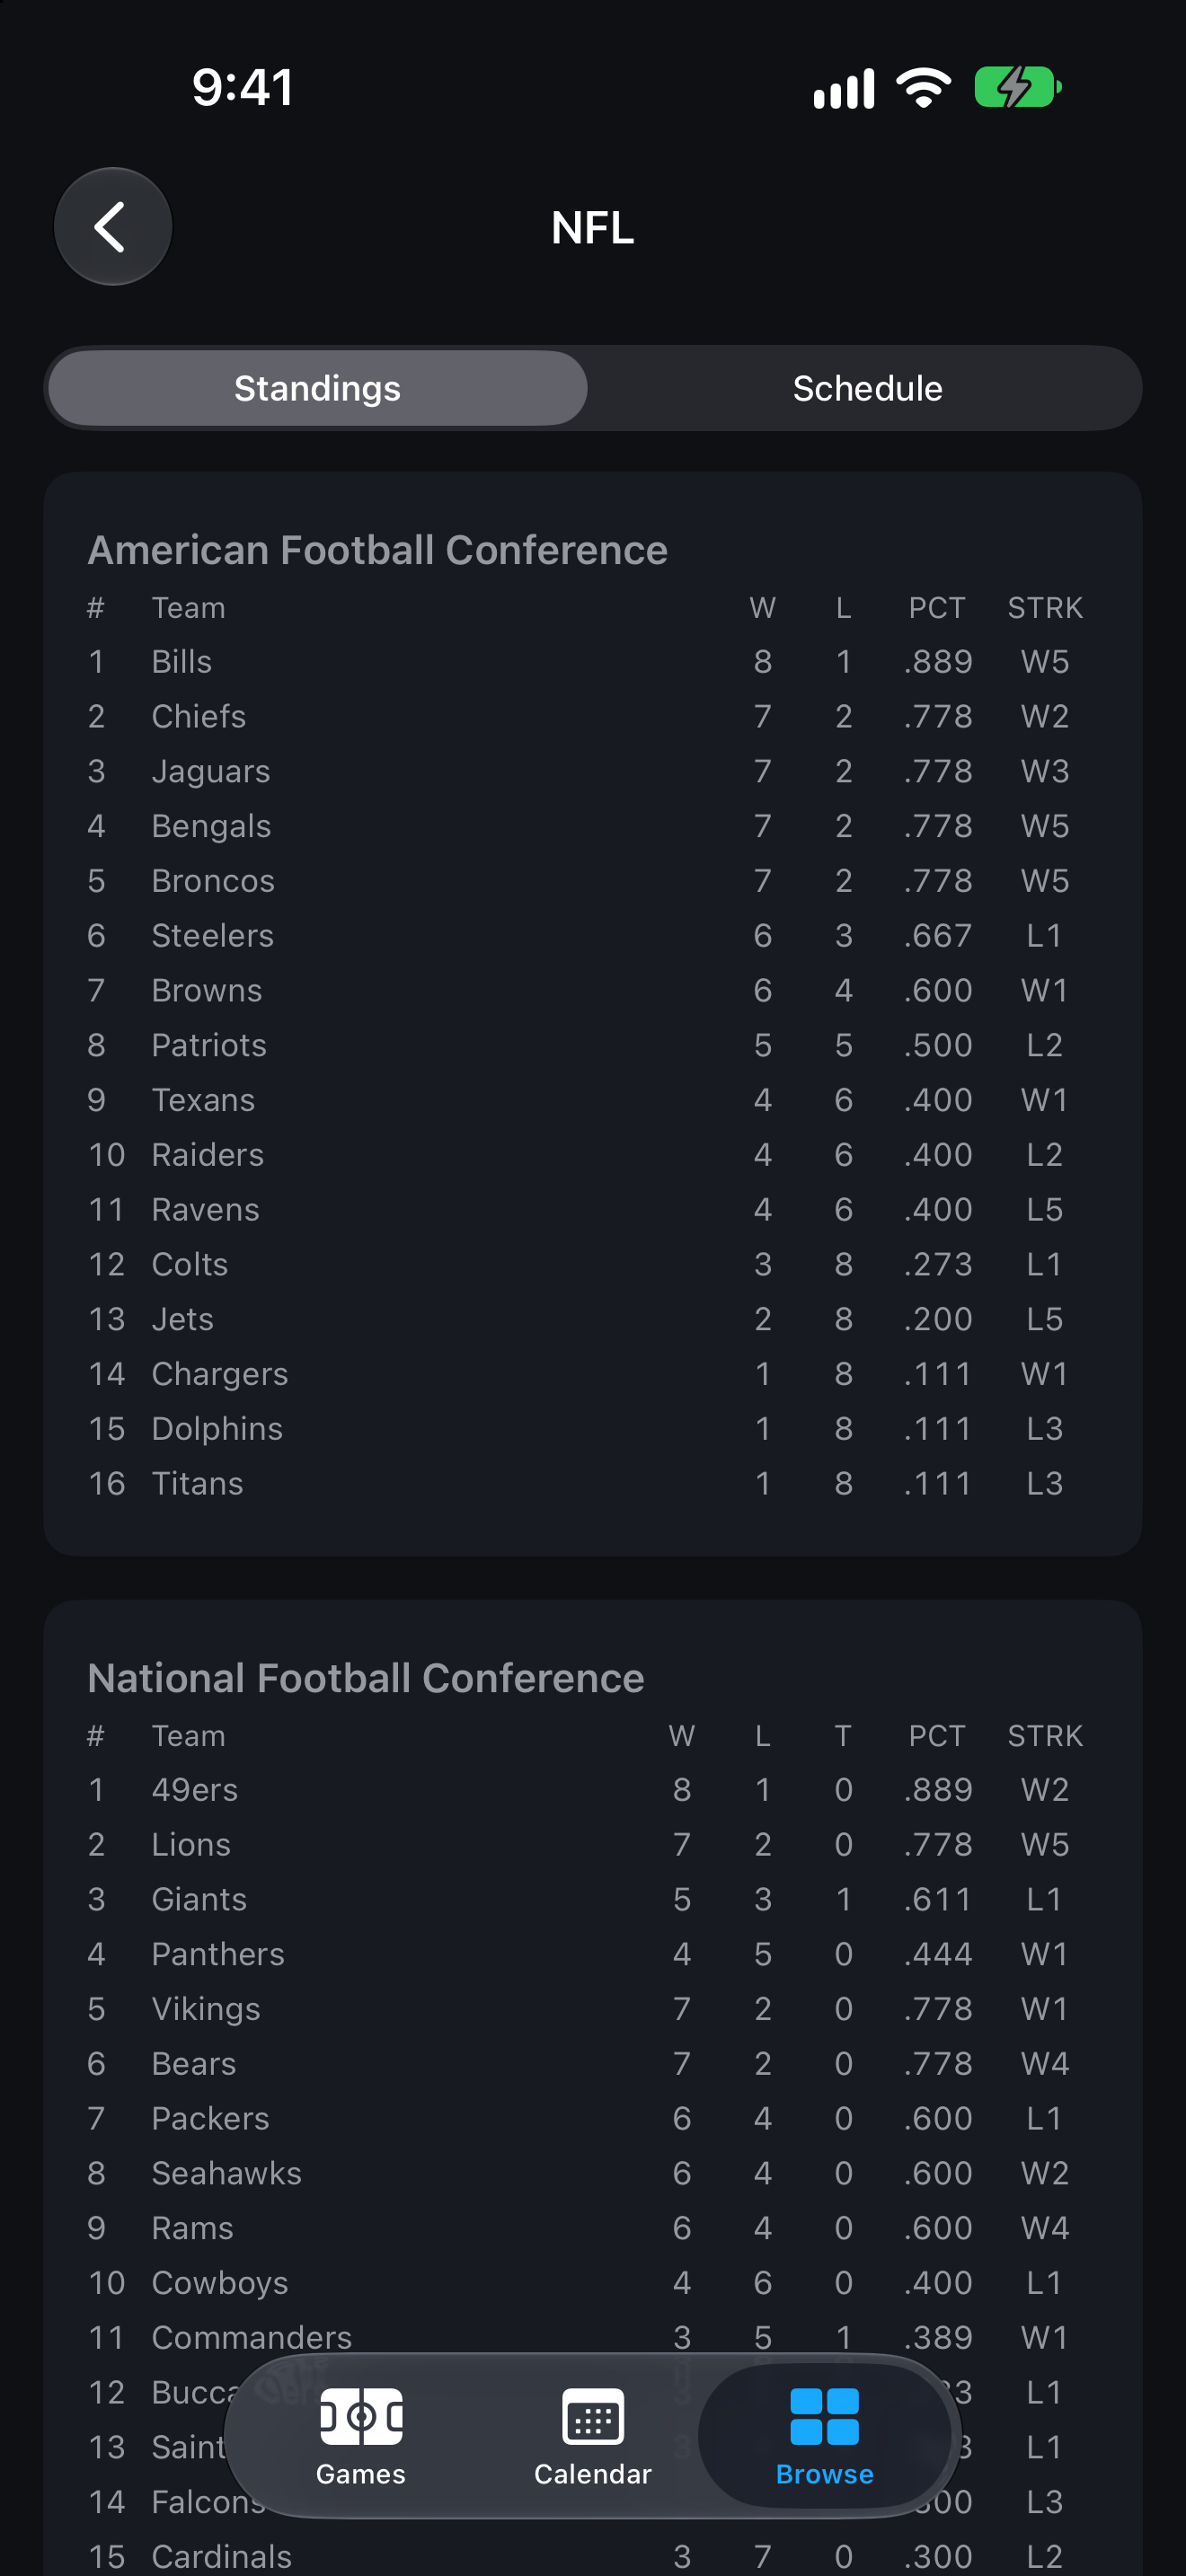 9:41
NFL
Standings Schedule
American Football Conference
# Team W L PCT STRK
1 Bills 8 1 .889 W5
2 Chiefs 7 2 .778 W2
3 Jaguars 7 2 .778 W3
4 Bengals 7 2 .778 W5
5 Broncos 7 2 .778 W5
6 Steelers 6 3 .667 L1
7 Browns 6 4 .600 W1
8 Patriots 5 5 .500 L2
9 Texans 4 6 .400 W1
10 Raiders 4 6 .400 L2
11 Ravens 4 6 .400 L5
12 Colts 3 8 .273 L1
13 Jets 2 8 .200 L5
14 Chargers 1 8 .111 W1
15 Dolphins 1 8 .111 L3
16 Titans 1 8 .111 L3
National Football Conference
# Team W L T PCT STRK
1 49ers 8 1 0 .889 W2
2 Lions 7 2 0 .778 W5
3 Giants 5 3 1 .611 L1
4 Panthers 4 5 0 .444 W1
5 Vikings 7 2 0 .778 W1
6 Bears 7 2 0 .778 W4
7 Packers 6 4 0 .600 L1
8 Seahawks 6 4 0 .600 W2
9 Rams 6 4 0 .600 W4
10 Cowboys 4 6 0 .400 L1
11 Commanders 3 5 1 .389 W1
12 L1
13 L1
14 Falcons L3
15 Cardinals 3 7 0 .300 L2
Games Calendar Browse